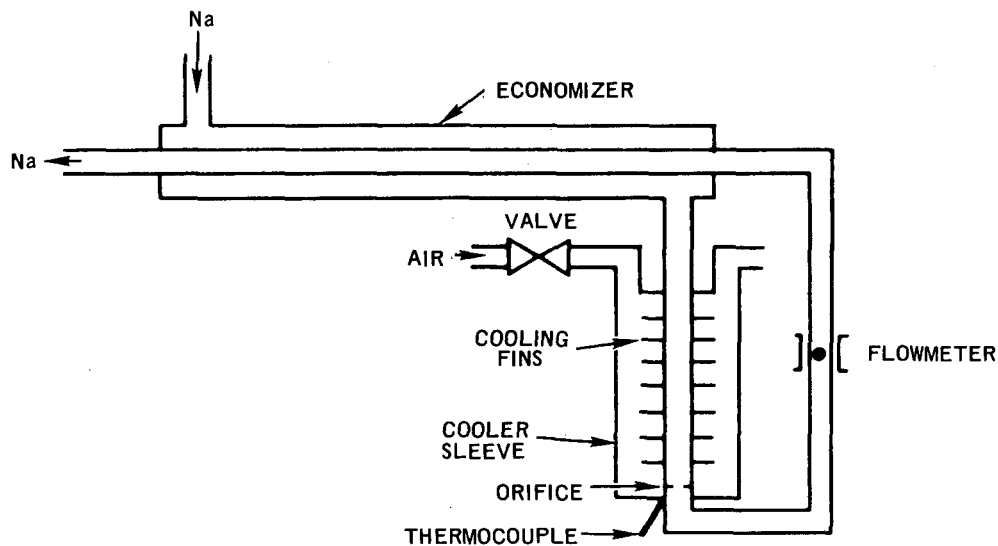 Na
ECONOMIZER
Na
VALVE
AIR
COOLING
FINS
FLOWMETER
COOLER
SLEEVE
ORIFICE
THERMOCOUPLE